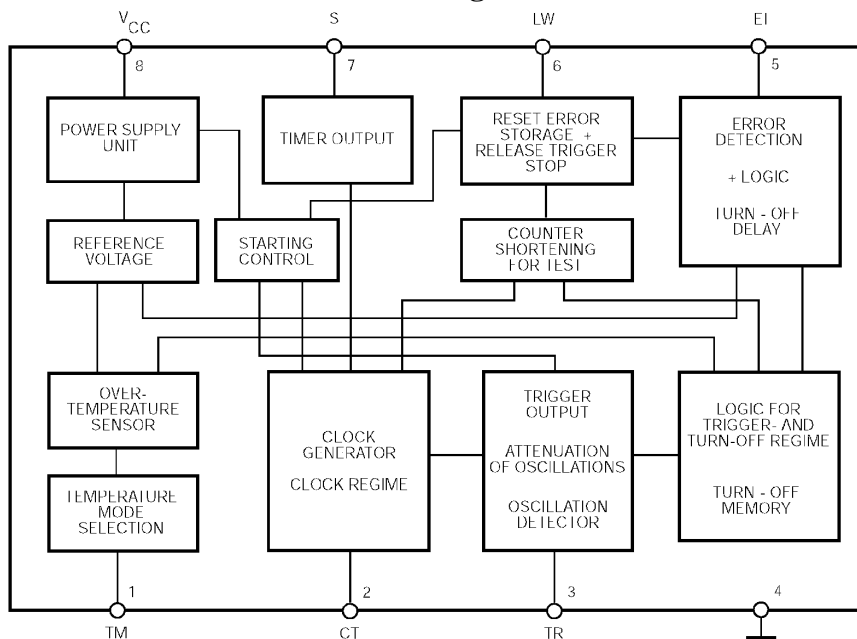 V CC
S
LW
EI
8
7
6
5
POWER SUPPLY
UNIT
TIMER OUTPUT
RESET ERROR
STORAGE +
RELEASE TRIGGER
STOP
ERROR
DETECTION
+ LOGIC
TURN - OFF
DELAY
REFERENCE
VOLTAGE
STARTING
CONTROL
COUNTER
SHORTENING
FOR TEST
OVER-
TEMPERATURE
SENSOR
CLOCK
GENERATOR
CLOCK REGIME
TRIGGER
OUTPUT
ATTENUATION
OF OSCILLATIONS
OSCILLATION
DETECTOR
LOGIC FOR
TRIGGER- AND
TURN-OFF REGIME
TURN - OFF
MEMORY
TEMPERATURE
MODE
SELECTION
1
2
3
4
TM
CT
TR